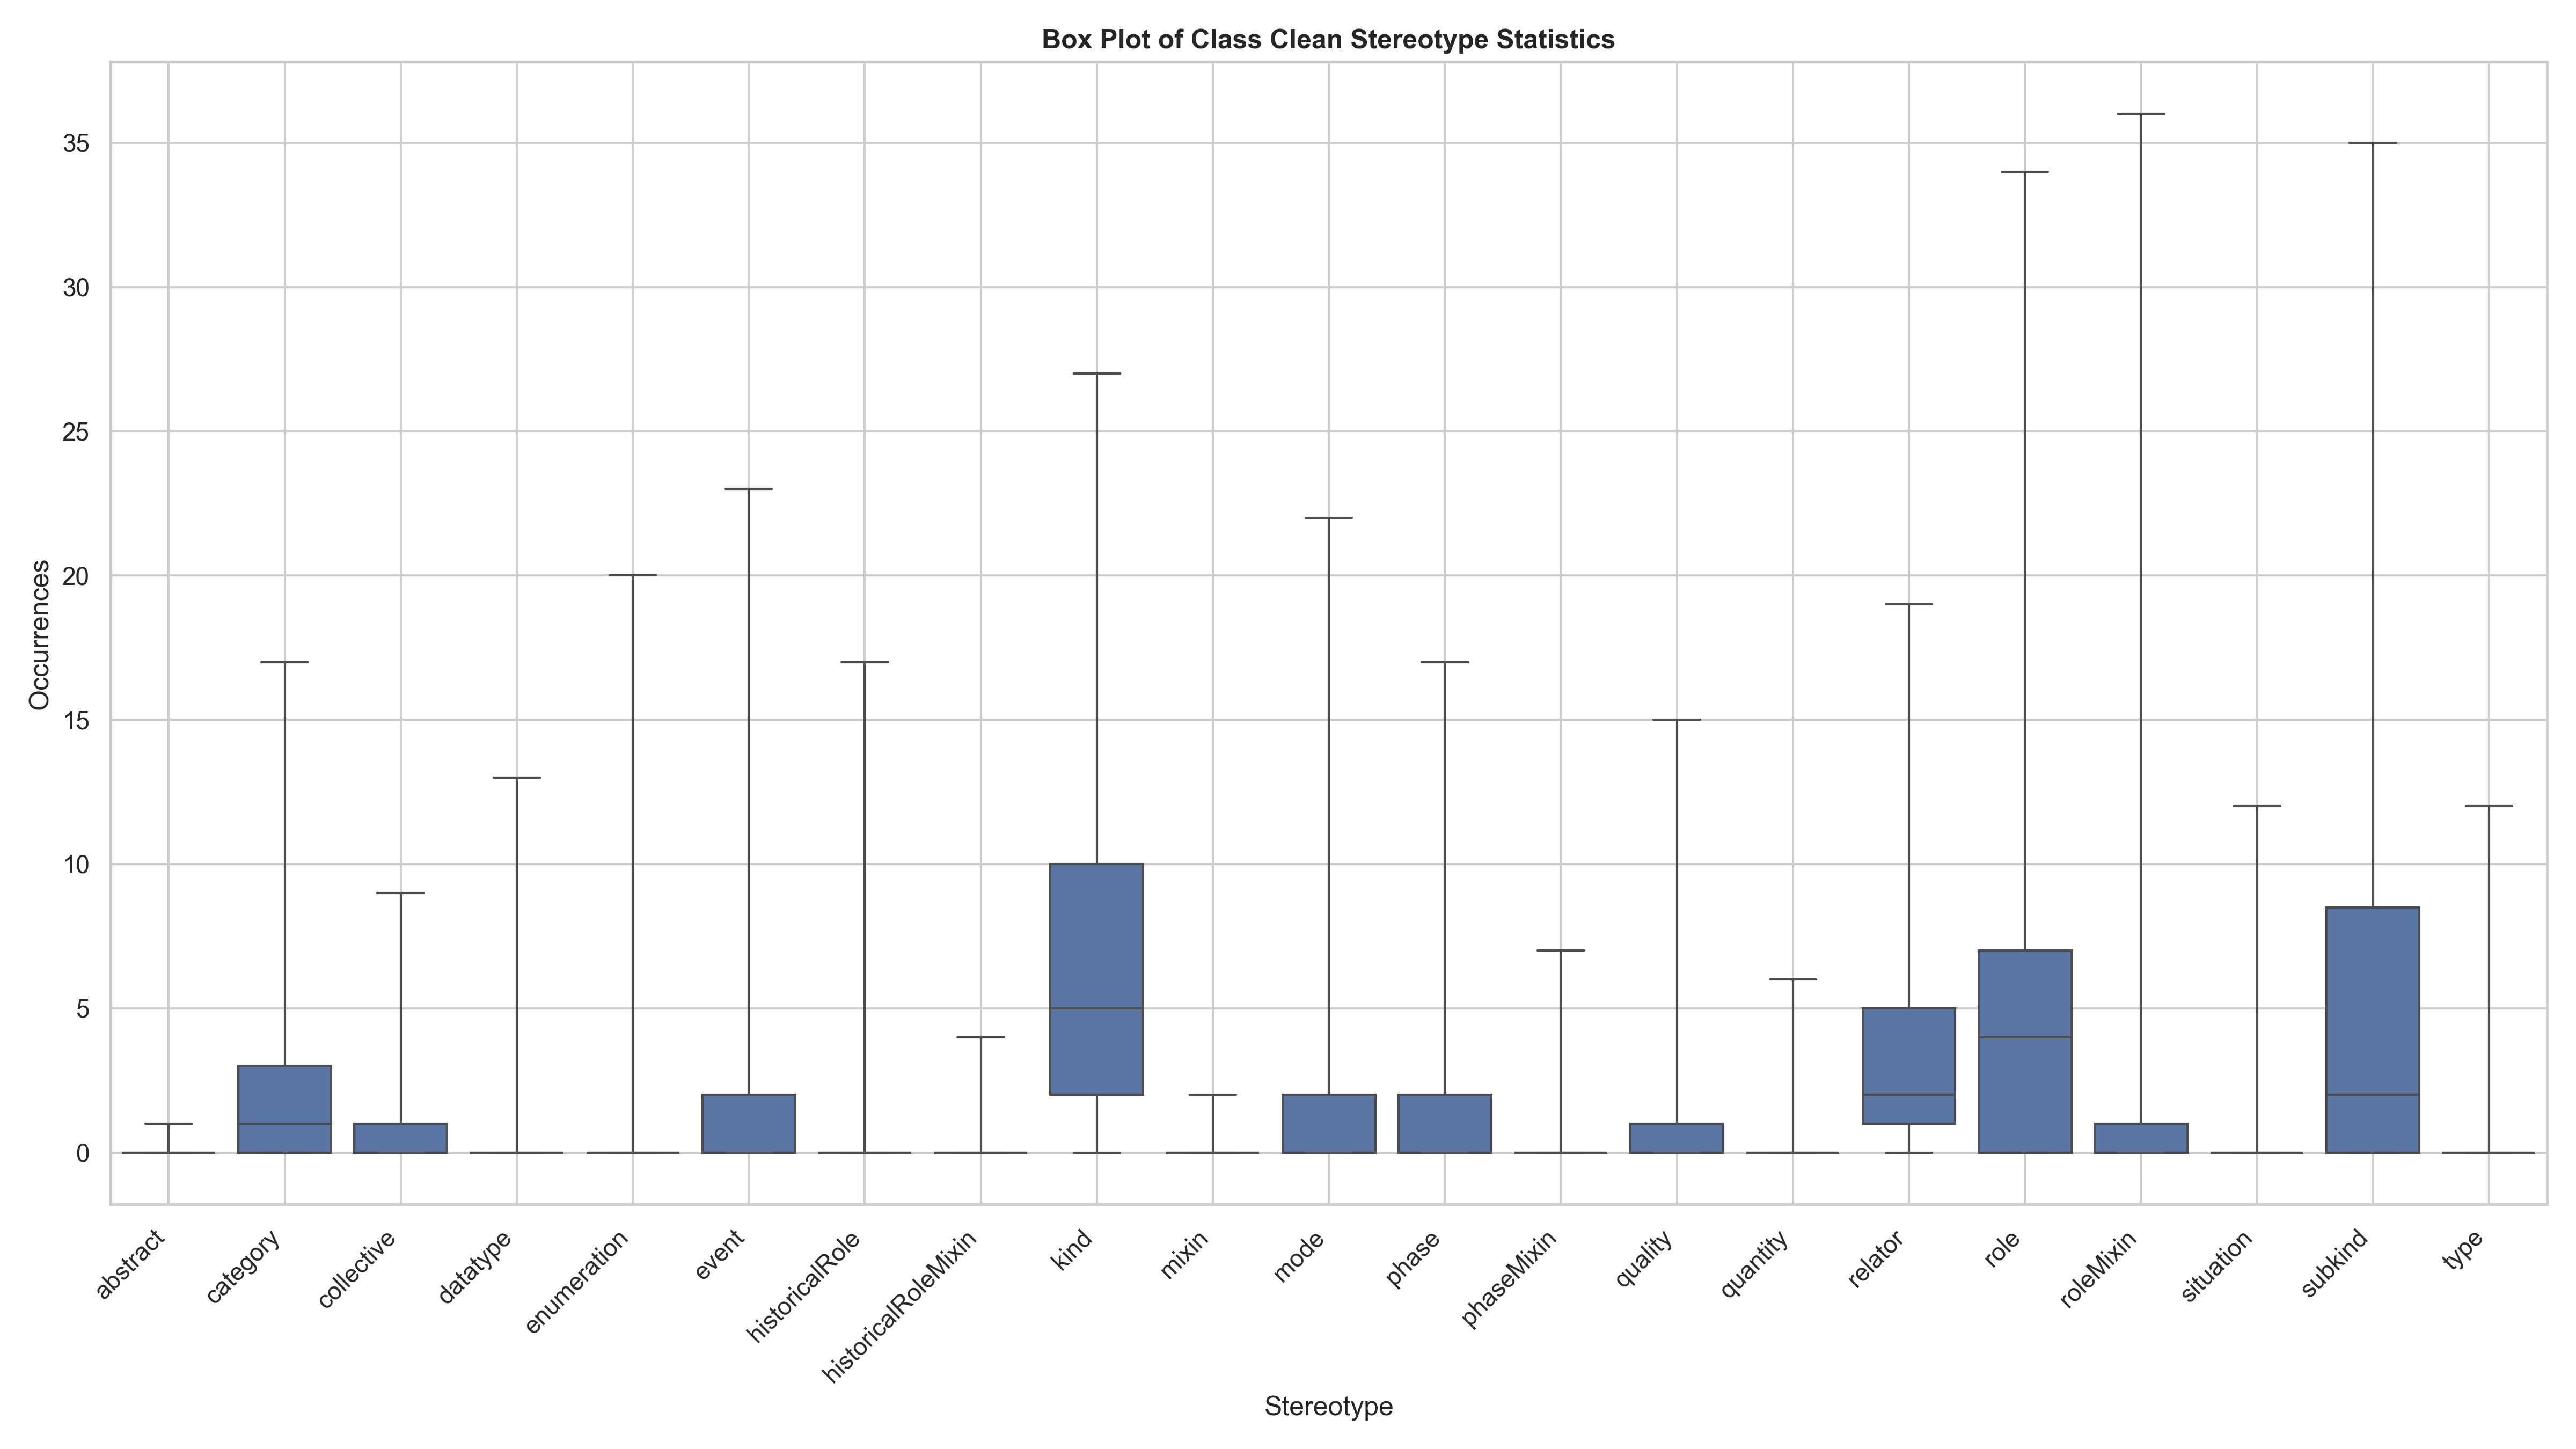 Box Plot of Class Clean Stereotype Statistics
Occurrences
35
30
25
20
15
10
5
0
abstract
category
collective
datatype
enumeration
event
historicalRole
historicalRoleMixin
kind
mixin
mode
phase
phaseMixin
quality
quantity
relator
role
roleMixin
situation
subkind
type
Stereotype